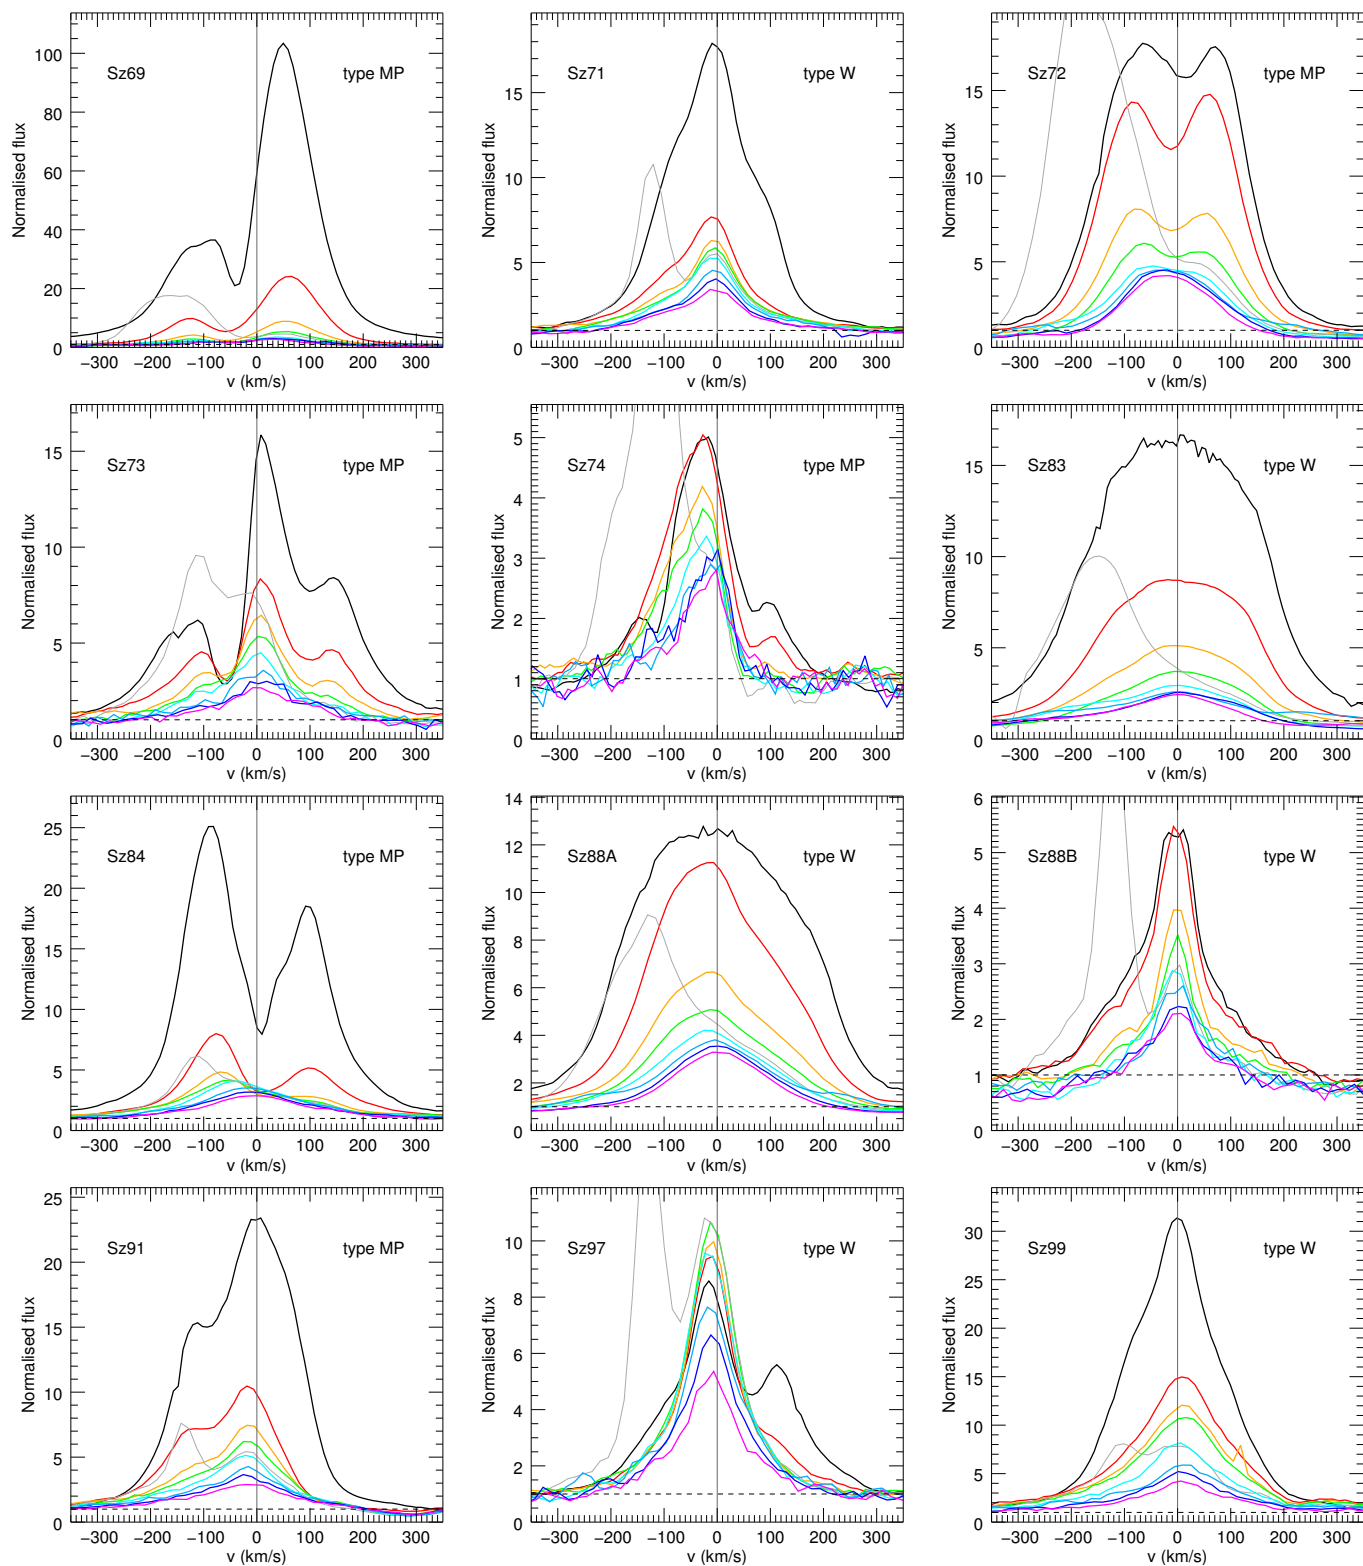 Sz69 type MP
Normalised flux
0 20 40 60 80 100
−300 −200 −100 0 100 200 300
v (km/s)
Sz71 type W
Normalised flux
0 5 10 15
−300 −200 −100 0 100 200 300
v (km/s)
Sz72 type MP
Normalised flux
0 5 10 15
−300 −200 −100 0 100 200 300
v (km/s)
Sz73 type MP
Normalised flux
0 5 10 15
−300 −200 −100 0 100 200 300
v (km/s)
Sz74 type MP
Normalised flux
0 1 2 3 4 5
−300 −200 −100 0 100 200 300
v (km/s)
Sz83 type W
Normalised flux
0 5 10 15
−300 −200 −100 0 100 200 300
v (km/s)
Sz84 type MP
Normalised flux
0 5 10 15 20 25
−300 −200 −100 0 100 200 300
v (km/s)
Sz88A type W
Normalised flux
0 2 4 6 8 10 12 14
−300 −200 −100 0 100 200 300
v (km/s)
Sz88B type W
Normalised flux
0 1 2 3 4 5 6
−300 −200 −100 0 100 200 300
v (km/s)
Sz91 type MP
Normalised flux
0 5 10 15 20 25
−300 −200 −100 0 100 200 300
v (km/s)
Sz97 type W
Normalised flux
0 2 4 6 8 10
−300 −200 −100 0 100 200 300
v (km/s)
Sz99 type W
Normalised flux
0 5 10 15 20 25 30
−300 −200 −100 0 100 200 300
v (km/s)